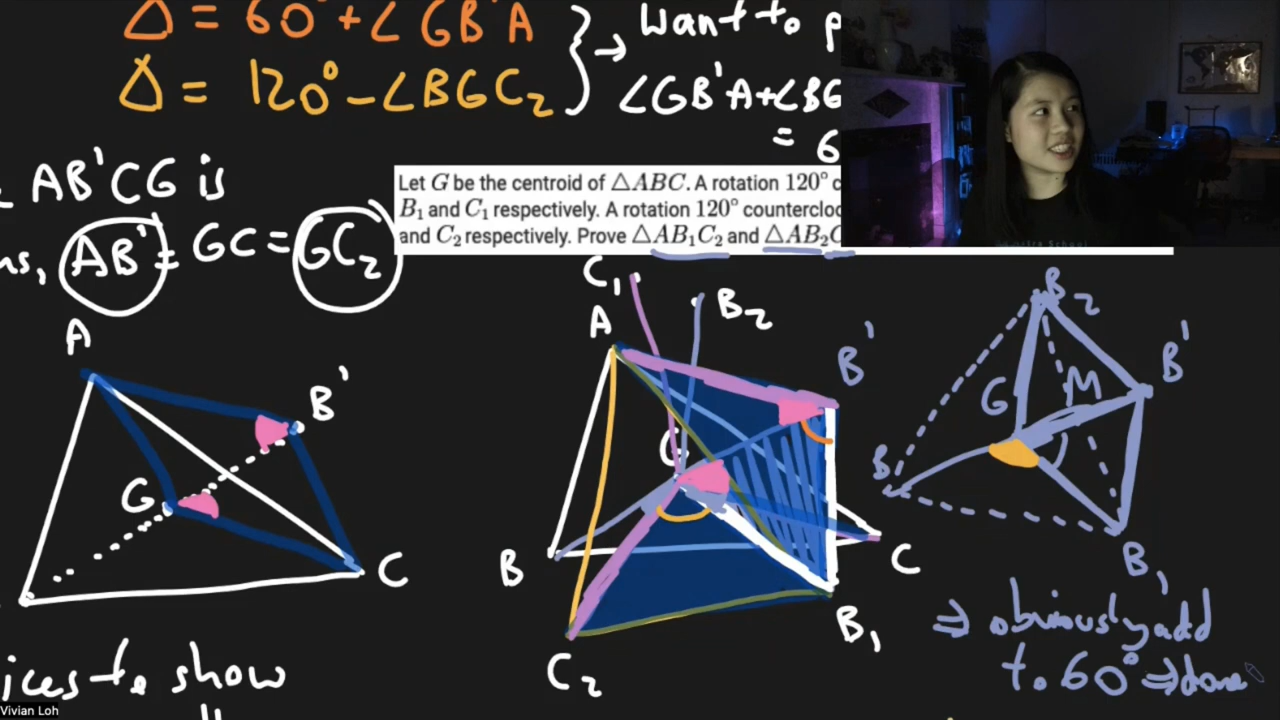 Δ = 60° + ∠GB'A
Δ = 120° − ∠BGC₂
Want to p
∠GB'A + ∠BG
= 6
AB'CG is
AB' = GC = GC₂
Let G be the centroid of △ABC. A rotation 120° c
B₁ and C₁ respectively. A rotation 120° counterclo
and C₂ respectively. Prove △AB₁C₂ and △AB₂C
A
B'
G
C
C₁
A
B₂
B'
G
B
C
B₁
C₂
B₂
B'
G
M
B
B₁
⇒ obviously add
to 60° ⇒ done
to show
Vivian Loh